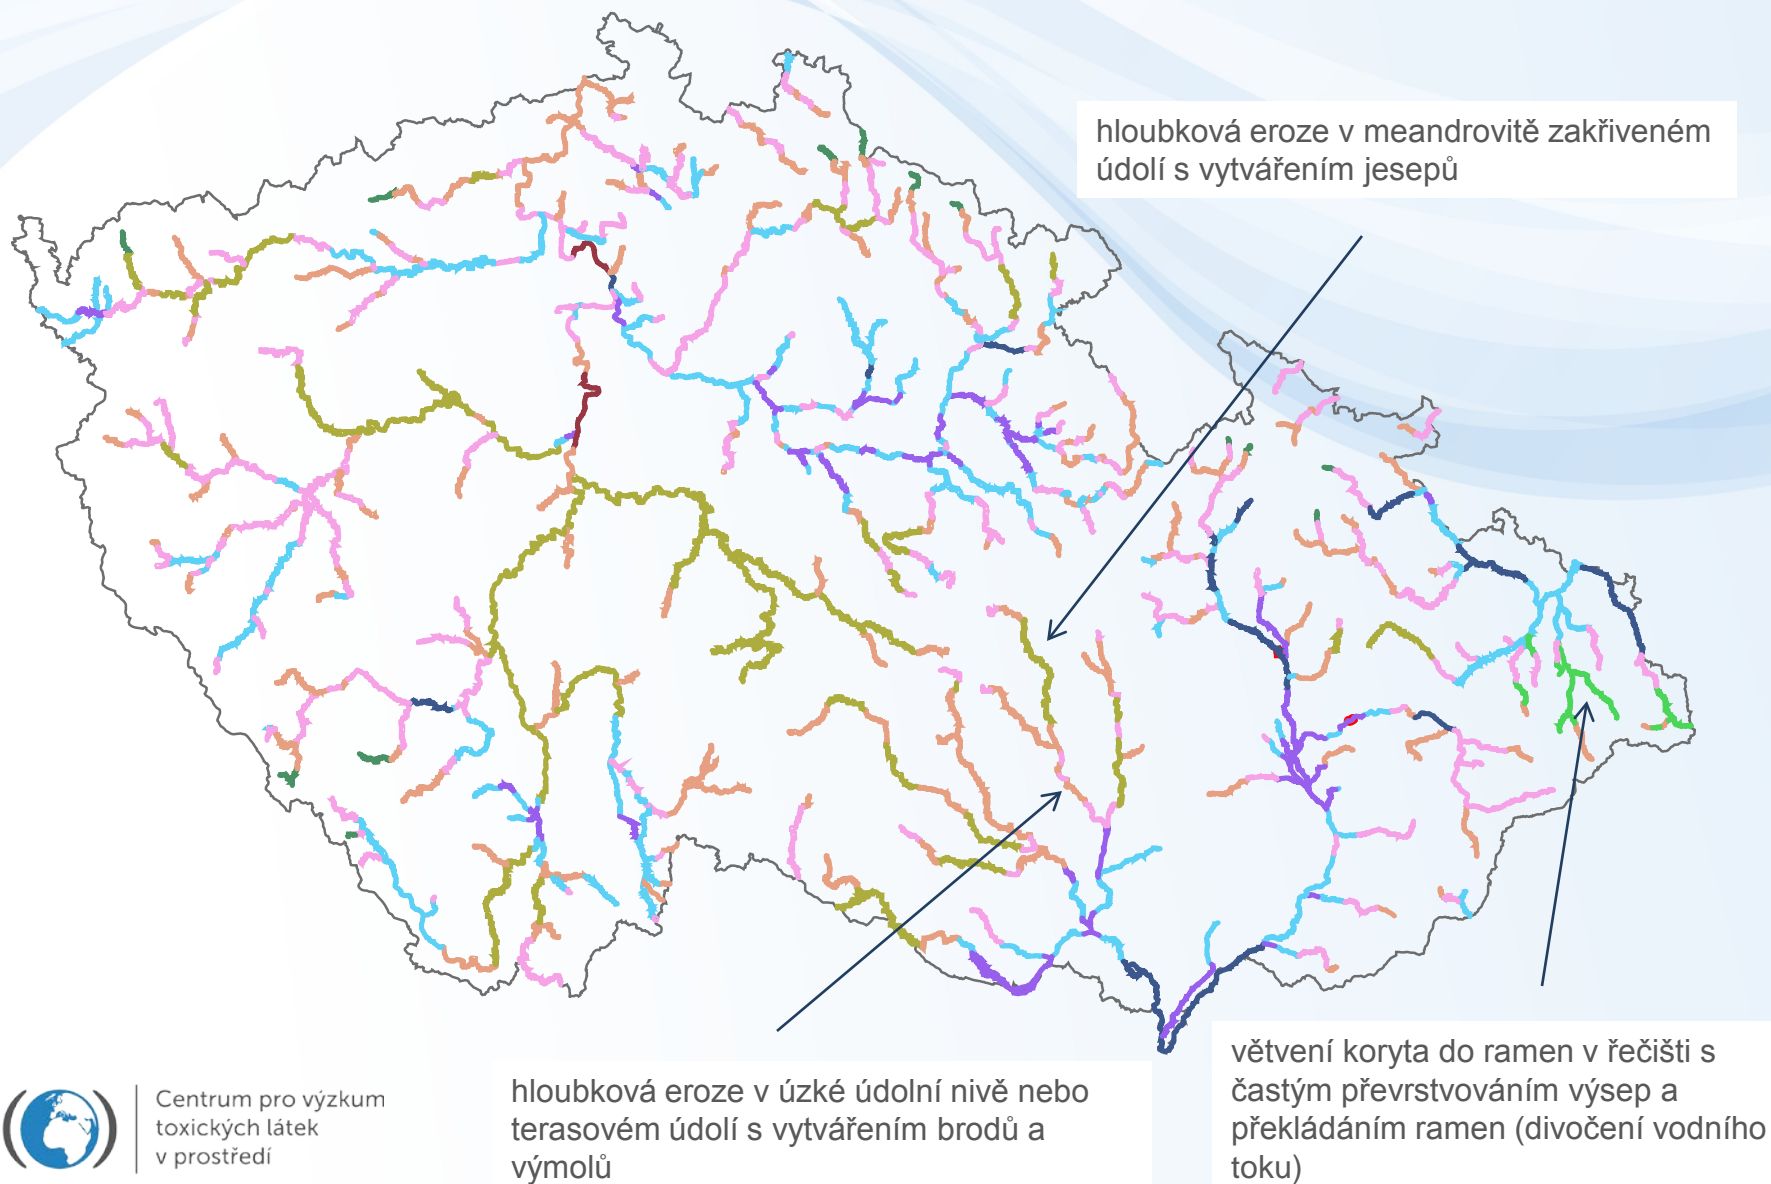 hloubková eroze v meandrovitě zakřiveném
údolí s vytvářením jesepů
hloubková eroze v úzké údolní nivě nebo
terasovém údolí s vytvářením brodů a
výmolů
větvení koryta do ramen v řečišti s
častým převrstvováním výsep a
překládáním ramen (divočení vodního
toku)
Centrum pro výzkum
toxických látek
v prostředí